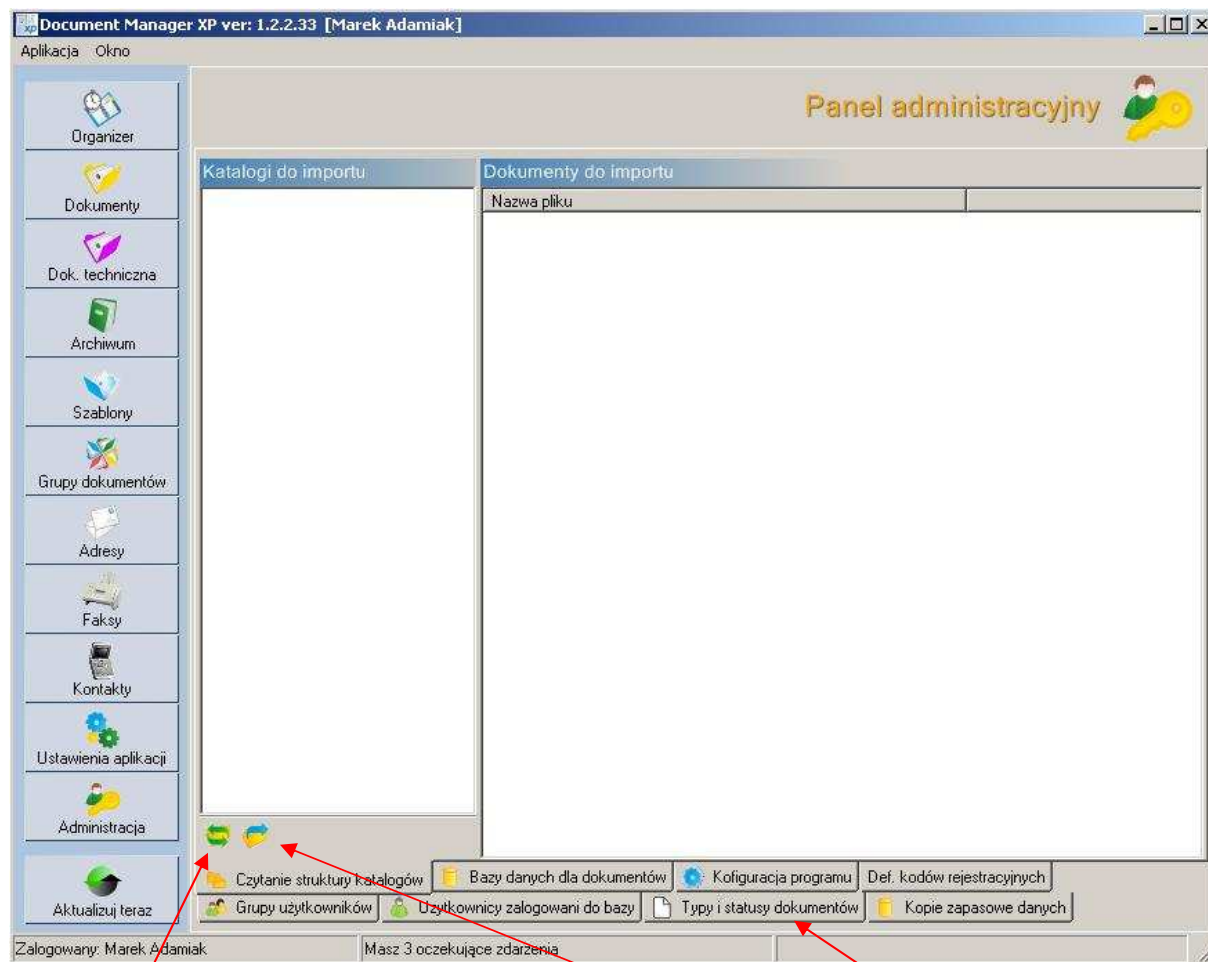 Document Manager XP ver: 1.2.2.33 [Marek Adamiak]
Aplikacja Okno
Panel administracyjny
Organizer
Dokumenty
Dok. techniczna
Archiwum
Szablony
Grupy dokumentów
Adresy
Faksy
Kontakty
Ustawienia aplikacji
Administracja
Aktualizuj teraz
Katalogi do importu
Dokumenty do importu
Nazwa pliku
Czytanie struktury katalogów Bazy danych dla dokumentów Kofiguracja programu Def. kodów rejestracyjnych
Grupy użytkowników Użytkownicy zalogowani do bazy Typy i statusy dokumentów Kopie zapasowe danych
Zalogowany: Marek Adamiak Masz 3 oczekujące zdarzenia